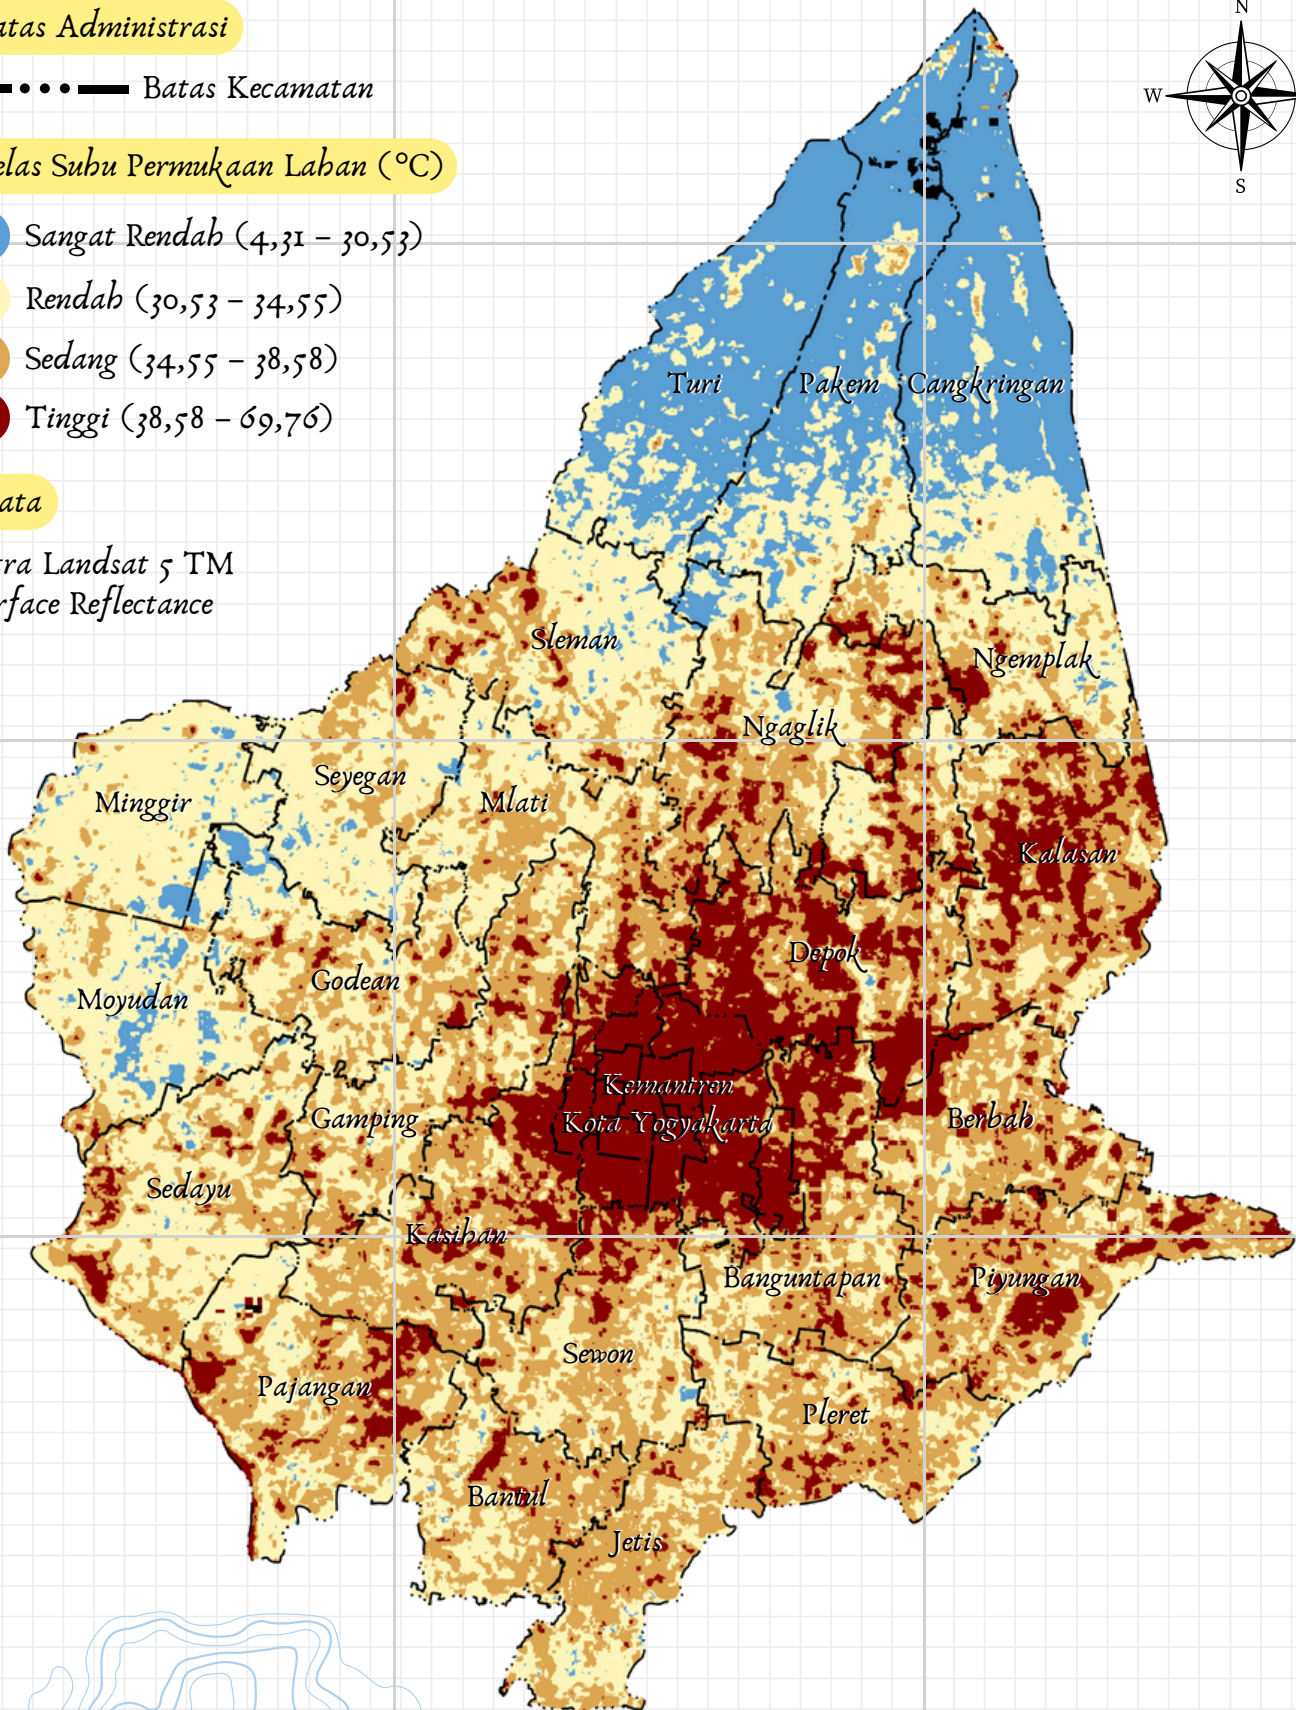 atas Administrasi
Batas Kecamatan
elas Suhu Permukaan Lahan (°C)
Sangat Rendah (4,31 – 30,53)
Rendah (30,53 – 34,55)
Sedang (34,55 – 38,58)
Tinggi (38,58 – 69,76)
ata
tra Landsat 5 TM
rface Reflectance
N
W
S
Turi
Pakem
Cangkringan
Sleman
Ngemplak
Ngaglik
Seyegan
Minggir
Mlati
Kalasan
Depok
Godean
Moyudan
Kemantren
Kota Yogyakarta
Gamping
Berbah
Sedayu
Kasihan
Banguntapan
Piyungan
Sewon
Pajangan
Pleret
Bantul
Jetis